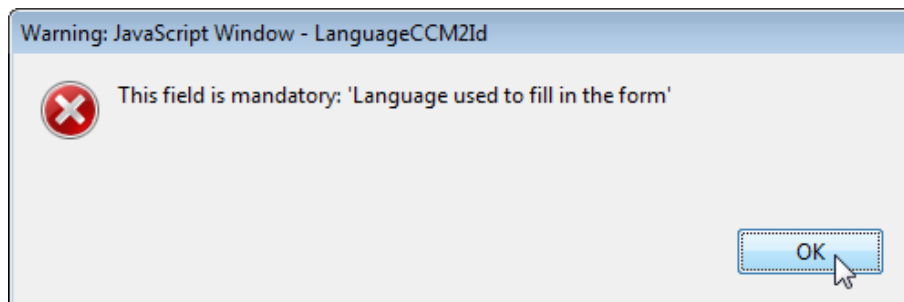 Warning: JavaScript Window - LanguageCCM2Id
This field is mandatory: 'Language used to fill in the form'
OK